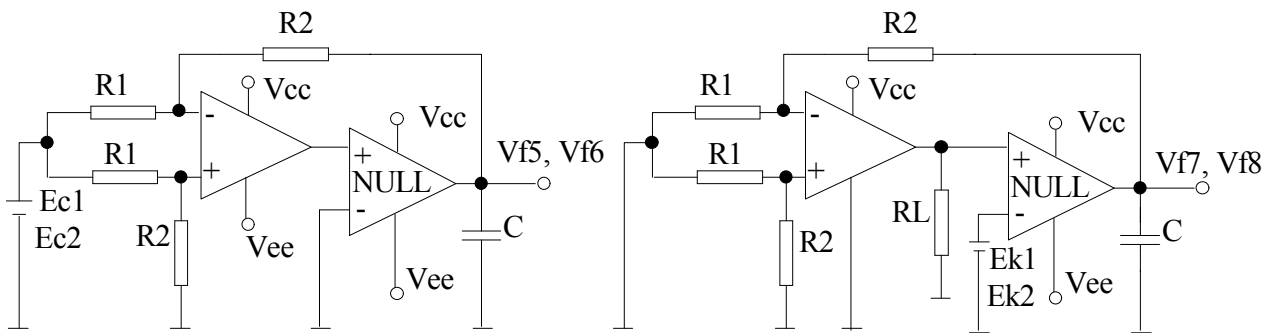 R2
R1
-
Vcc
Vcc
R1
+
+
NULL
-
Vf5, Vf6
Ec1
Ec2
R2
Vee
C
Vee
R2
R1
-
Vcc
Vcc
R1
+
+
NULL
-
Vf7, Vf8
R2
RL
Ek1
Ek2
C
Vee